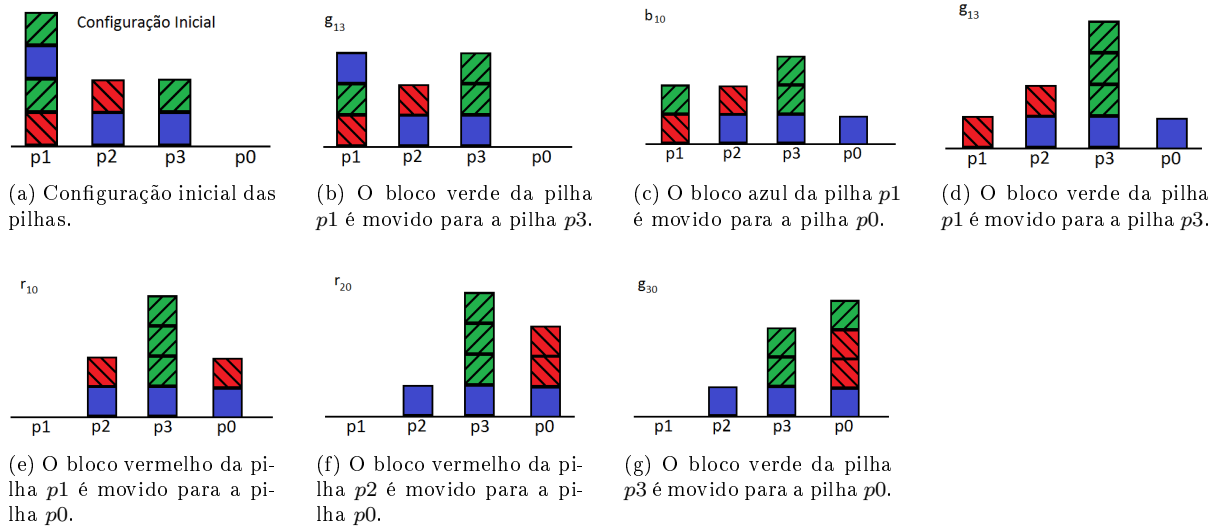 Configuração Inicial
p1 p2 p3 p0
(a) Configuração inicial das
pilhas.
g13
p1 p2 p3 p0
(b) O bloco verde da pilha
p1 é movido para a pilha p3.
b10
p1 p2 p3 p0
(c) O bloco azul da pilha p1
é movido para a pilha p0.
g13
p1 p2 p3 p0
(d) O bloco verde da pilha
p1 é movido para a pilha p3.
r10
p1 p2 p3 p0
(e) O bloco vermelho da pi-
lha p1 é movido para a pi-
lha p0.
r20
p1 p2 p3 p0
(f) O bloco vermelho da pi-
lha p2 é movido para a pi-
lha p0.
g30
p1 p2 p3 p0
(g) O bloco verde da pilha
p3 é movido para a pilha p0.